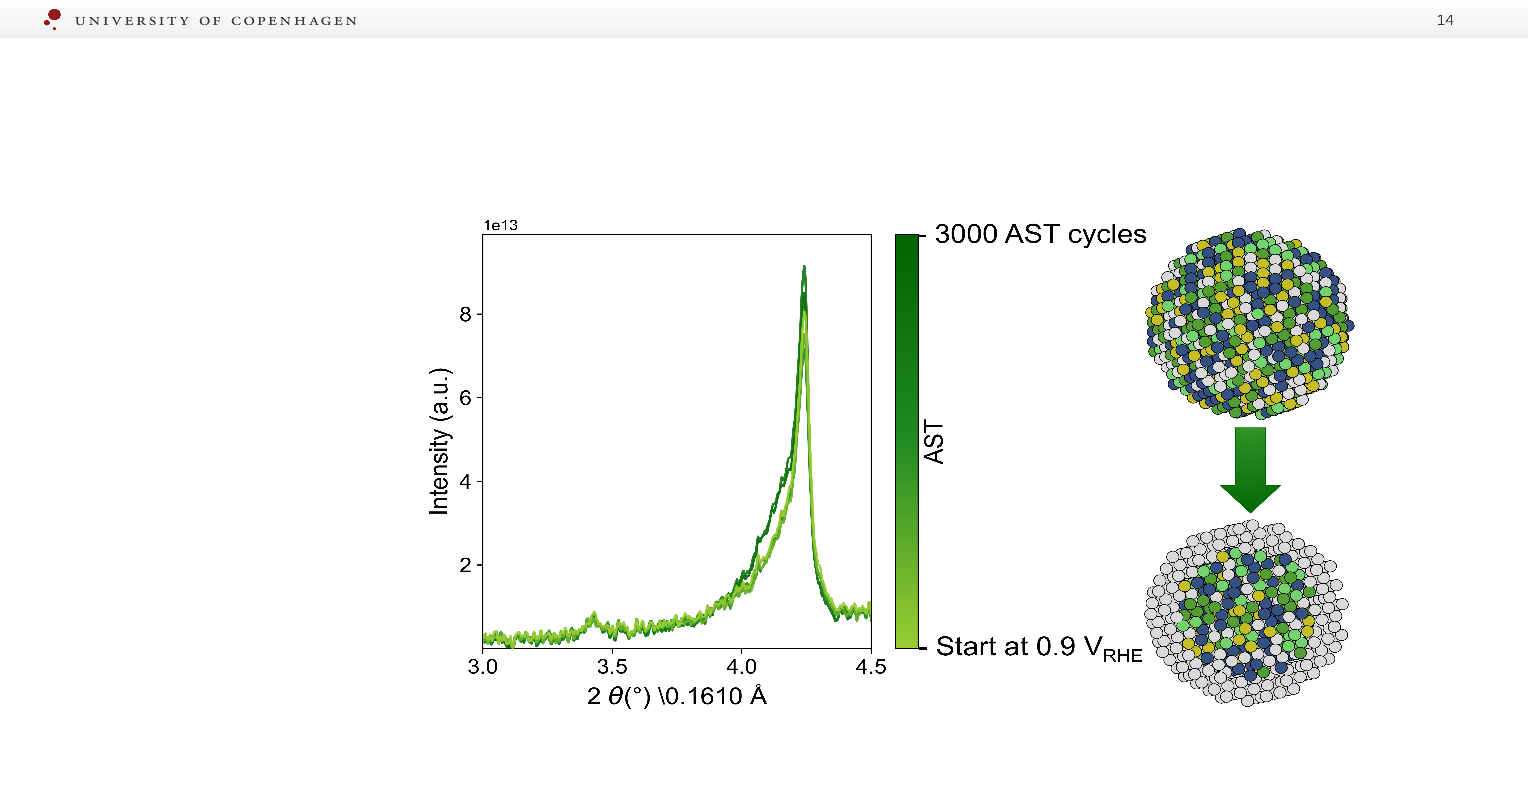 UNIVERSITY OF COPENHAGEN
14
1e13
3000 AST cycles
8
6
4
2
Intensity (a.u.)
AST
Start at 0.9 V_RHE
3.0 3.5 4.0 4.5
2 θ(°) \0.1610 Å